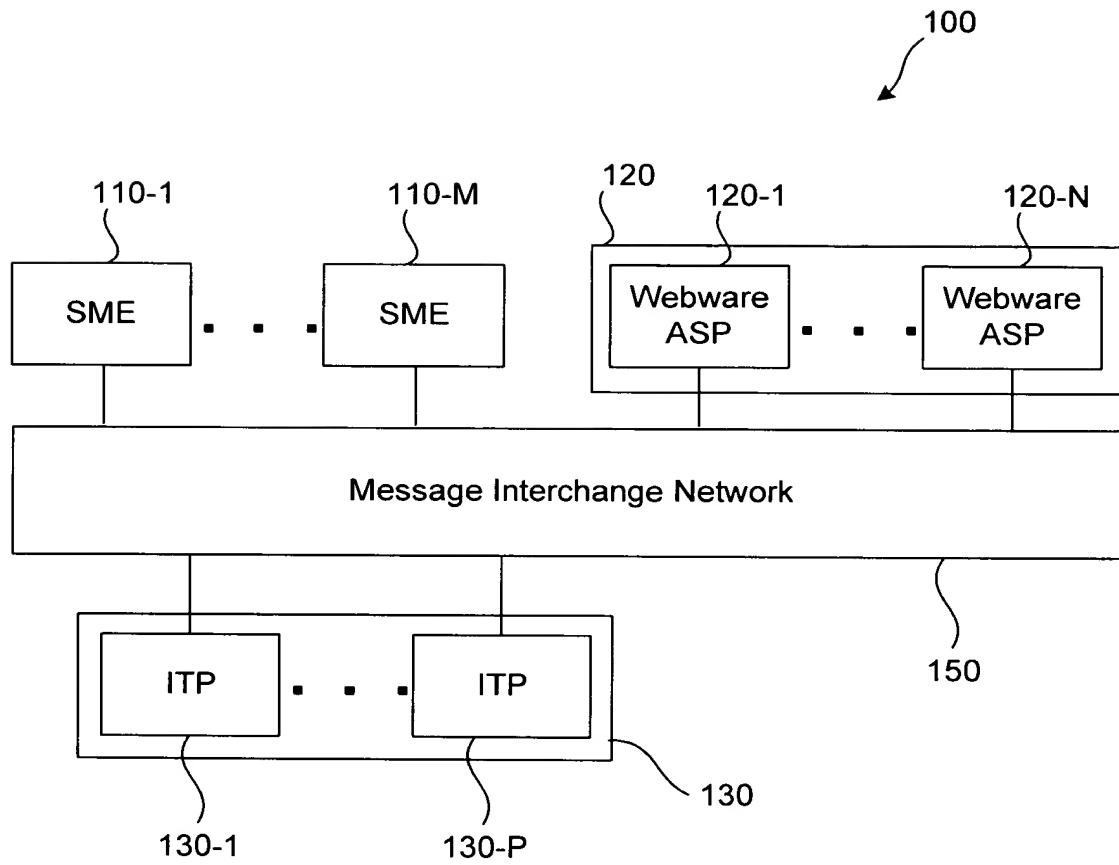 100
110-1
110-M
120
120-1
120-N
SME
SME
Webware
ASP
Webware
ASP
Message Interchange Network
ITP
ITP
150
130
130-1
130-P